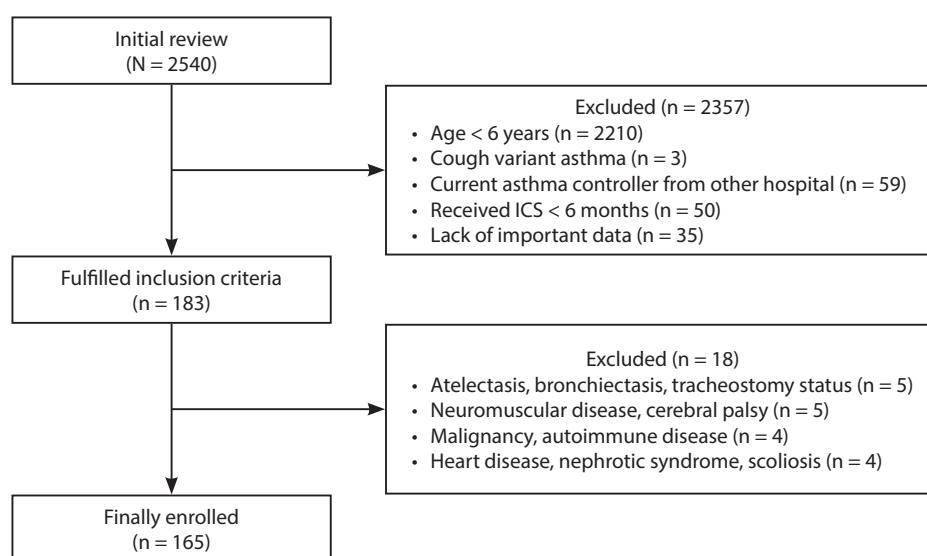 Initial review
(N = 2540)
Excluded (n = 2357)
• Age < 6 years (n = 2210)
• Cough variant asthma (n = 3)
• Current asthma controller from other hospital (n = 59)
• Received ICS < 6 months (n = 50)
• Lack of important data (n = 35)
Fulfilled inclusion criteria
(n = 183)
Excluded (n = 18)
• Atelectasis, bronchiectasis, tracheostomy status (n = 5)
• Neuromuscular disease, cerebral palsy (n = 5)
• Malignancy, autoimmune disease (n = 4)
• Heart disease, nephrotic syndrome, scoliosis (n = 4)
Finally enrolled
(n = 165)